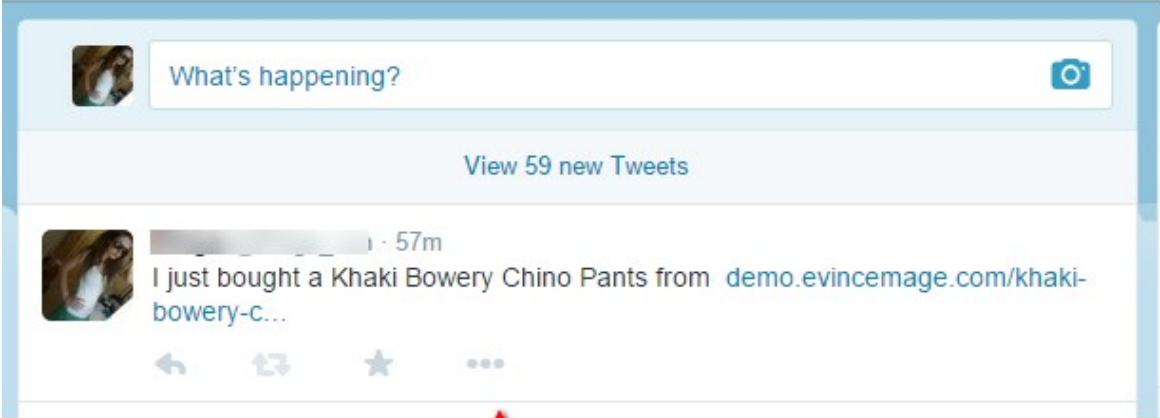 What's happening?
View 59 new Tweets
· 57m
I just bought a Khaki Bowery Chino Pants from demo.evincemage.com/khaki-
bowery-c...